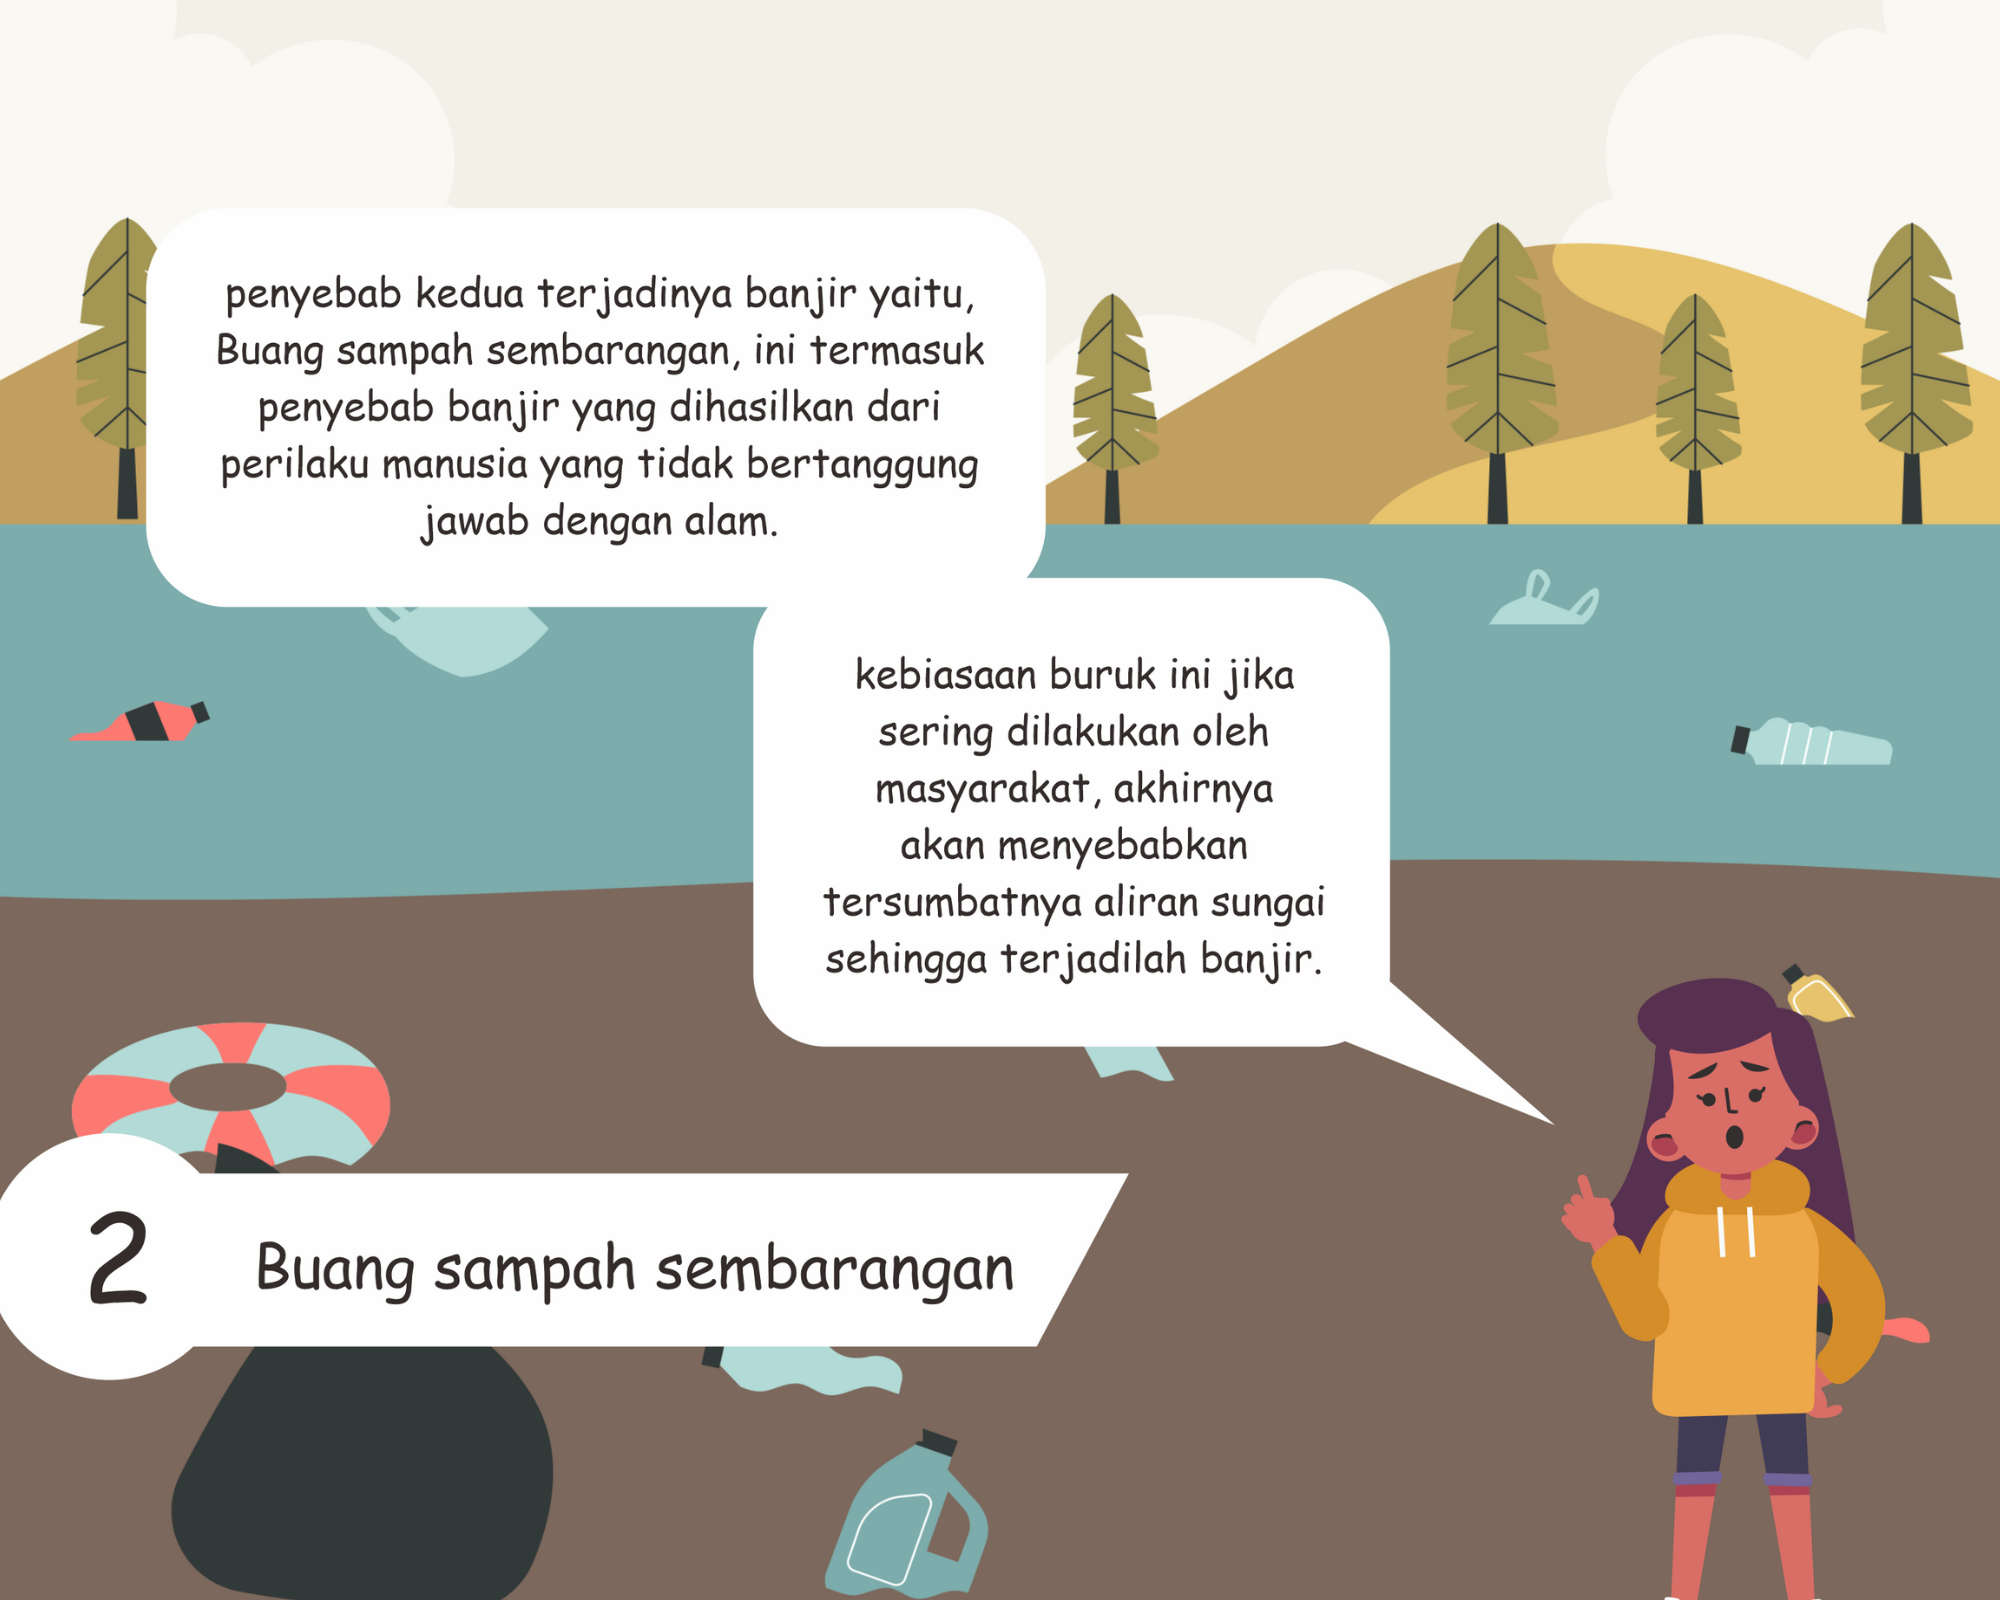 penyebab kedua terjadinya banjir yaitu,
Buang sampah sembarangan, ini termasuk
penyebab banjir yang dihasilkan dari
perilaku manusia yang tidak bertanggung
jawab dengan alam.
kebiasaan buruk ini jika
sering dilakukan oleh
masyarakat, akhirnya
akan menyebabkan
tersumbatnya aliran sungai
sehingga terjadilah banjir.
2
Buang sampah sembarangan